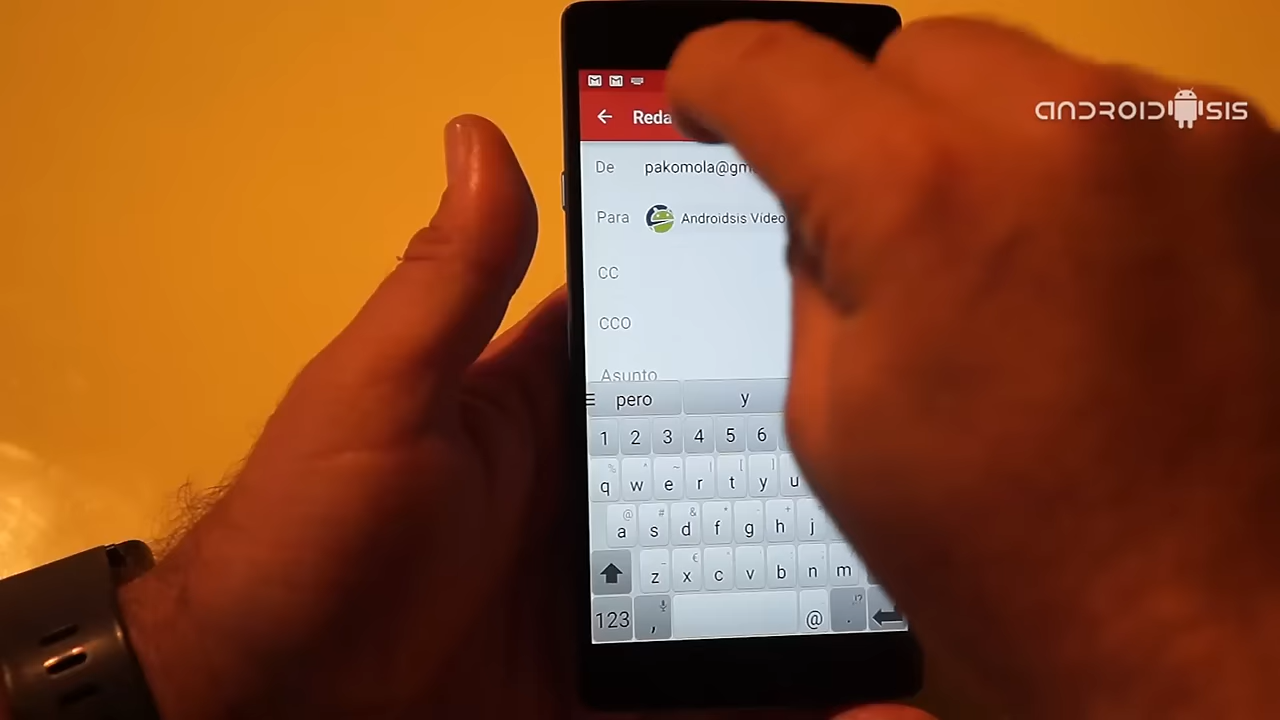 ANDROIDSIS
Reda
De pakomola@gm
Para Androidsis Video
CC
CCO
Asunto
pero y
1 2 3 4 5 6
q w e r t y u
a s d f g h j
z x c v b n m
123 , @ . !?